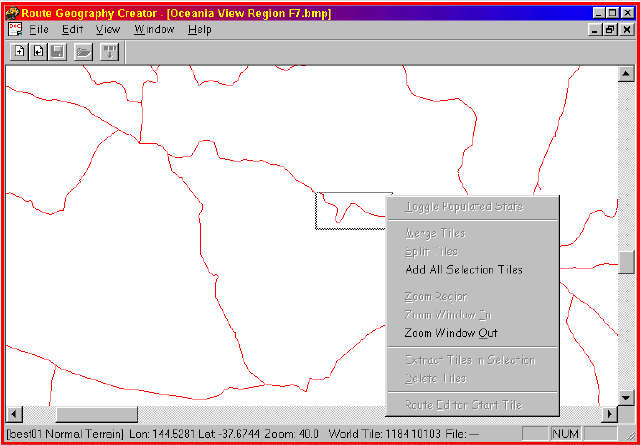 Route Geography Creator - [Oceania View Region F7.bmp]
File Edit View Window Help
Toggle Populated State
Merge Tiles
Split Tiles
Add All Selection Tiles
Zoom Region
Zoom Window In
Zoom Window Out
Extract Tiles in Selection
Delete Tiles
Route Editor Start Tile
[best01 Normal Terrain] Lon: 144.5281 Lat -37.6744 Zoom: 40.0 World Tile: 118410103 File: --- NUM